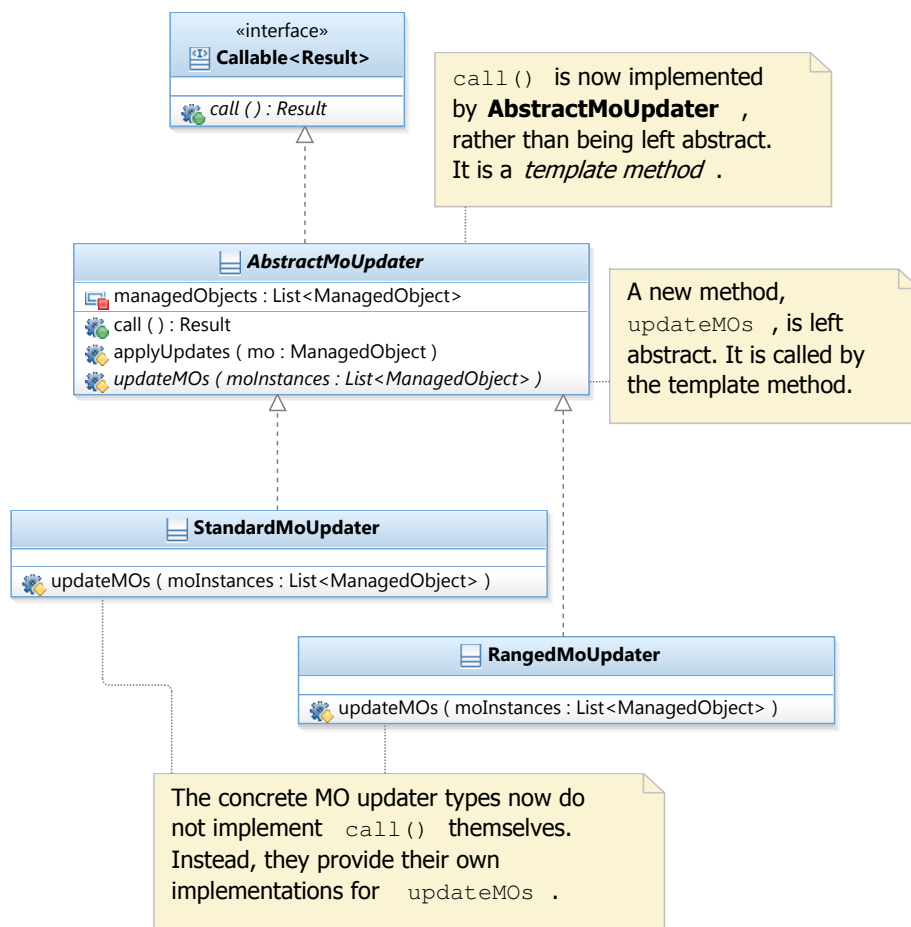 «interface»
Callable<Result>
call () : Result
call() is now implemented
by AbstractMoUpdater ,
rather than being left abstract.
It is a template method .
AbstractMoUpdater
managedObjects : List<ManagedObject>
call () : Result
applyUpdates ( mo : ManagedObject )
updateMOs ( moInstances : List<ManagedObject> )
A new method,
updateMOs , is left
abstract. It is called by
the template method.
StandardMoUpdater
updateMOs ( moInstances : List<ManagedObject> )
RangedMoUpdater
updateMOs ( moInstances : List<ManagedObject> )
The concrete MO updater types now do
not implement call() themselves.
Instead, they provide their own
implementations for updateMOs .